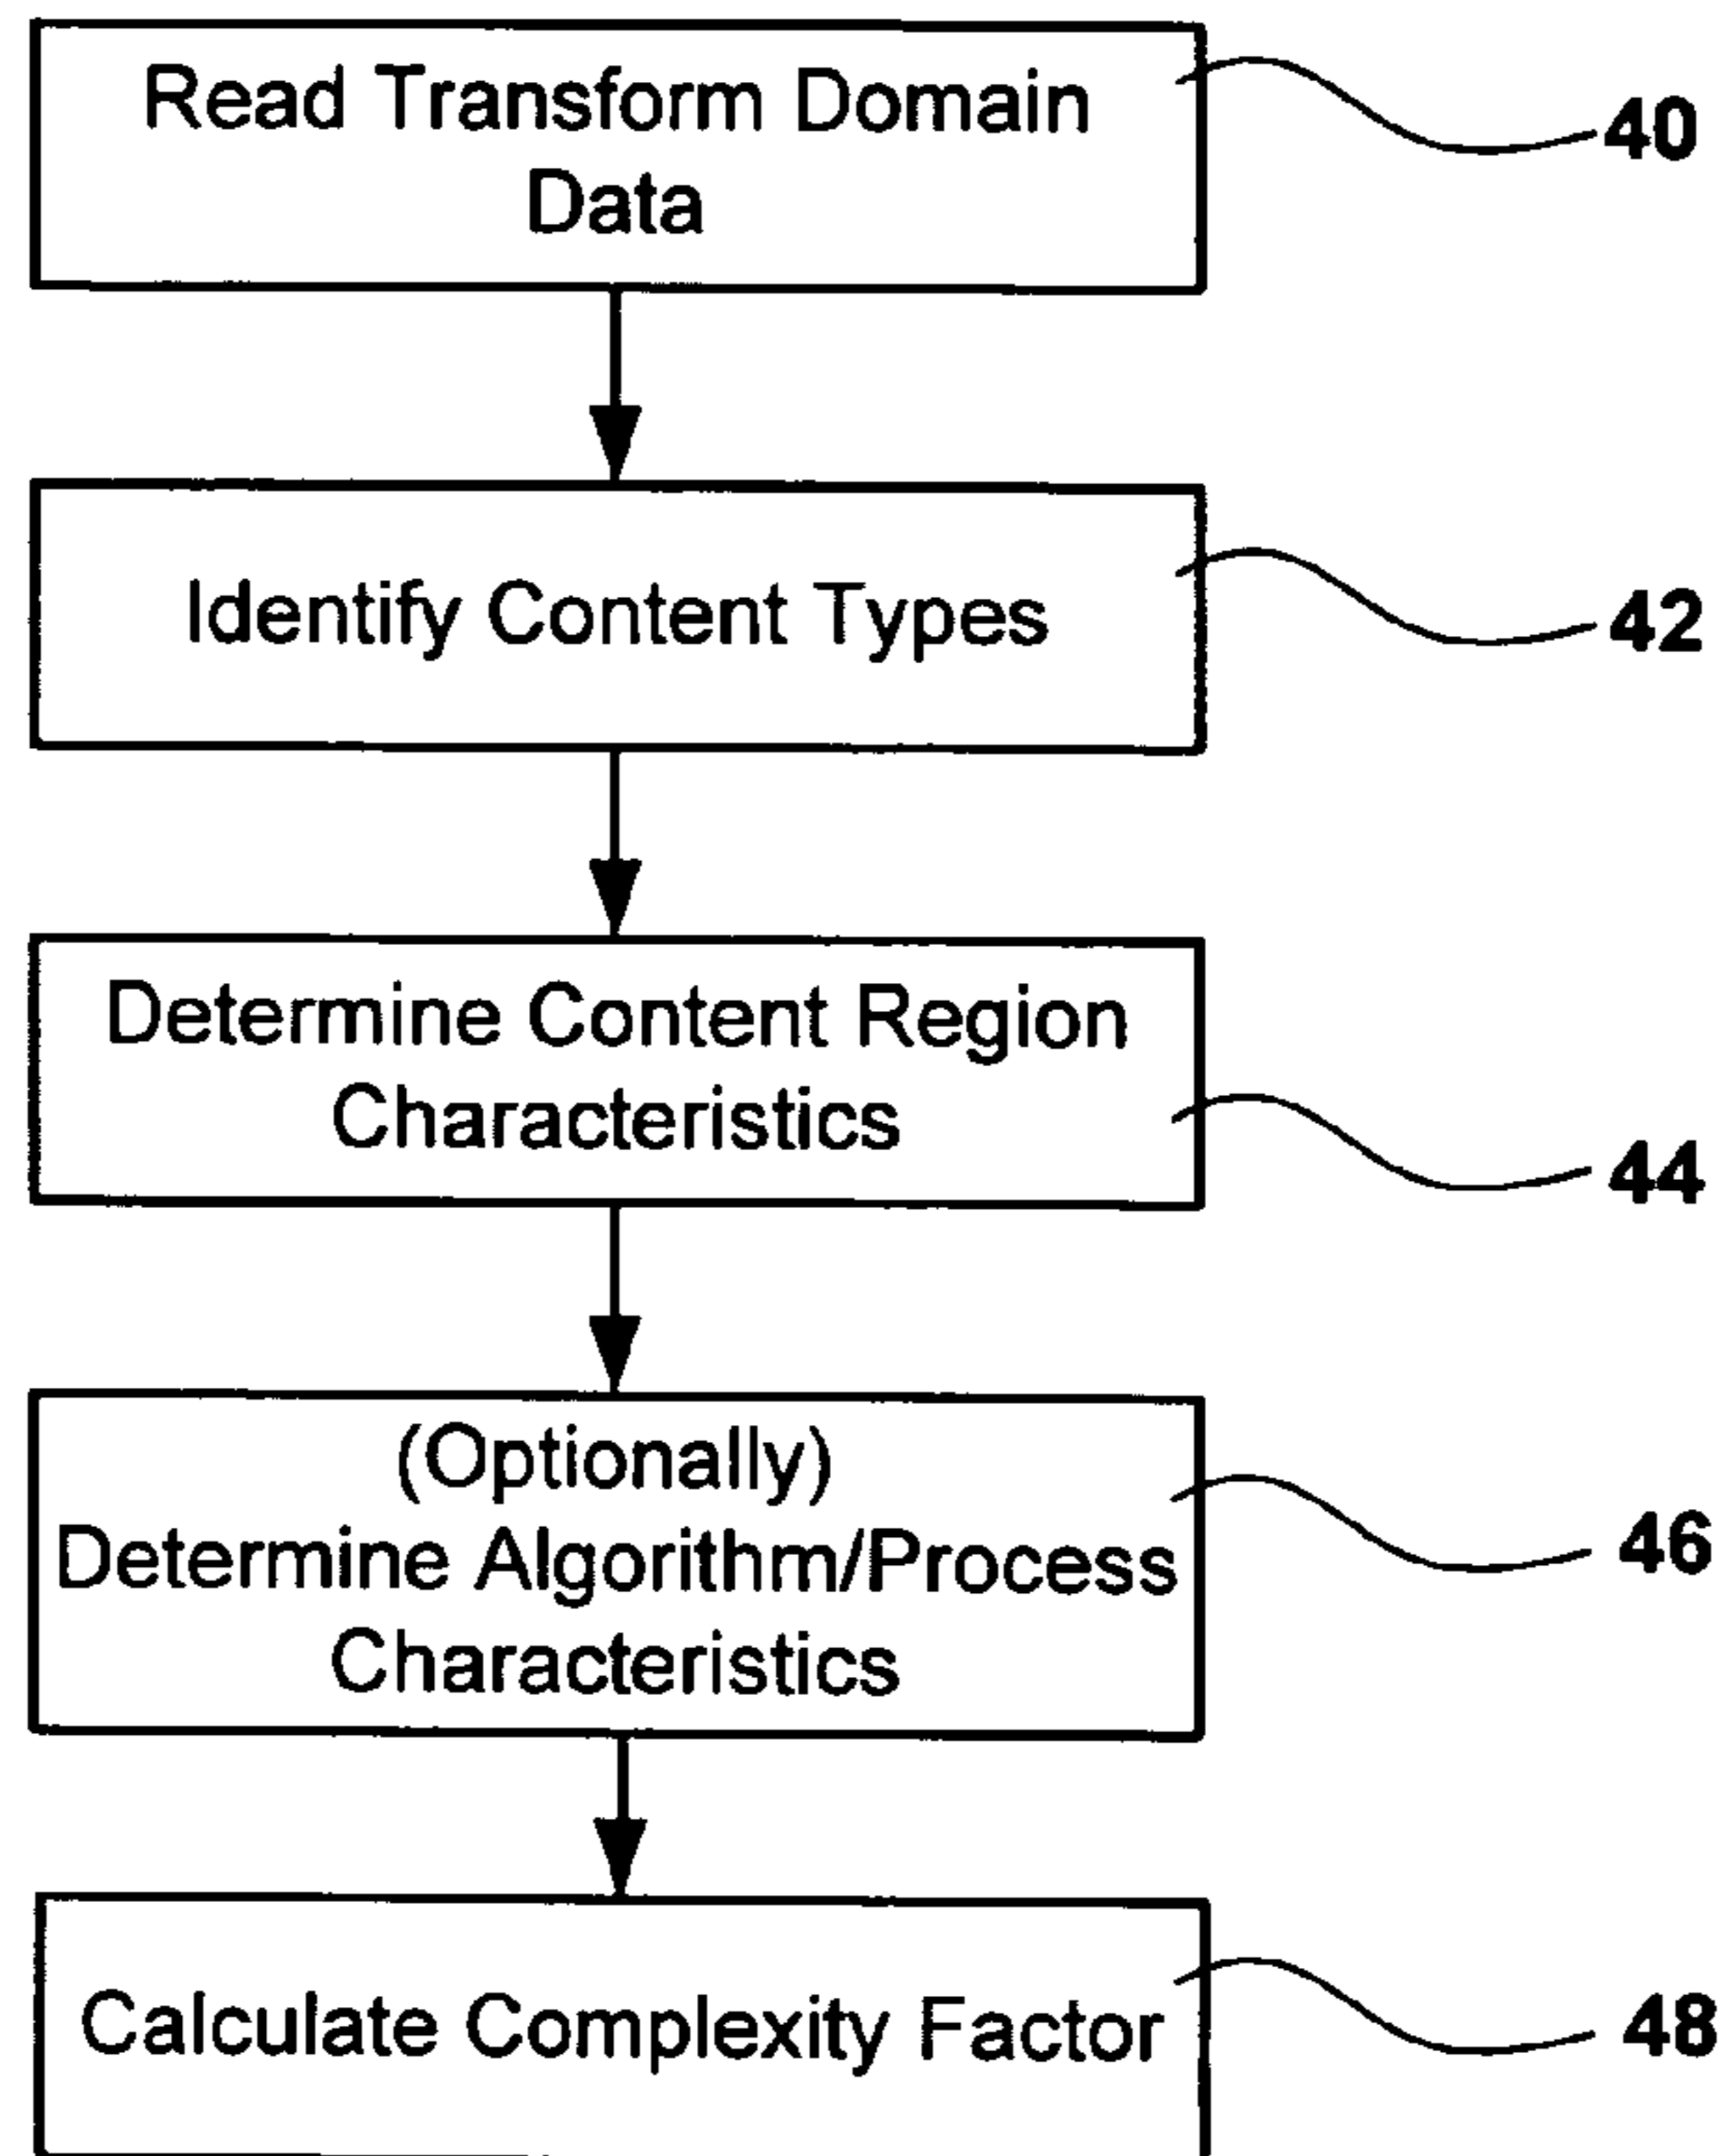 Read Transform Domain
Data
40
Identify Content Types
42
Determine Content Region
Characteristics
44
(Optionally)
Determine Algorithm/Process
Characteristics
46
Calculate Complexity Factor
48